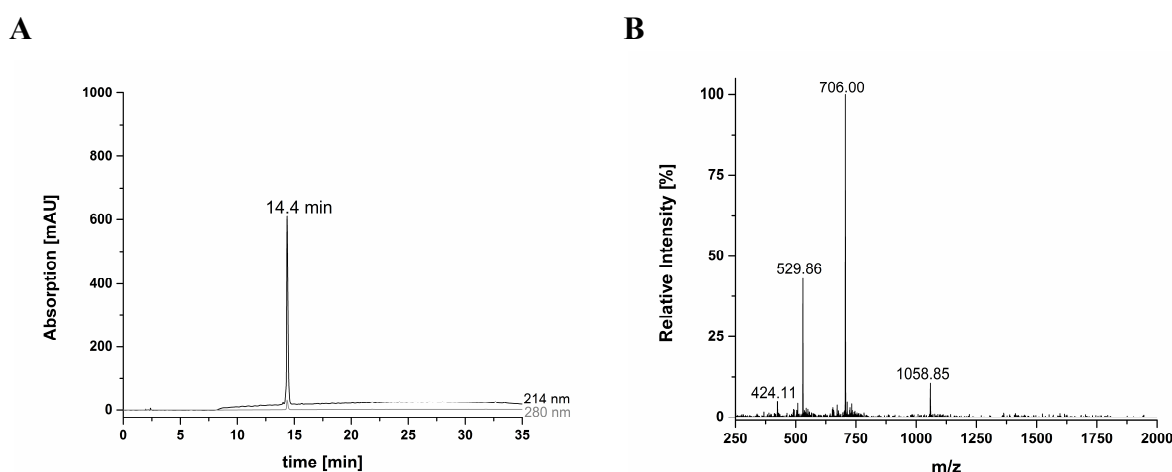 A
B
1000
800
600
400
200
0
Absorption [mAU]
14.4 min
214 nm
280 nm
0 5 10 15 20 25 30 35
time [min]
100
75
50
25
0
Relative Intensity [%]
706.00
529.86
1058.85
424.11
250 500 750 1000 1250 1500 1750 2000
m/z